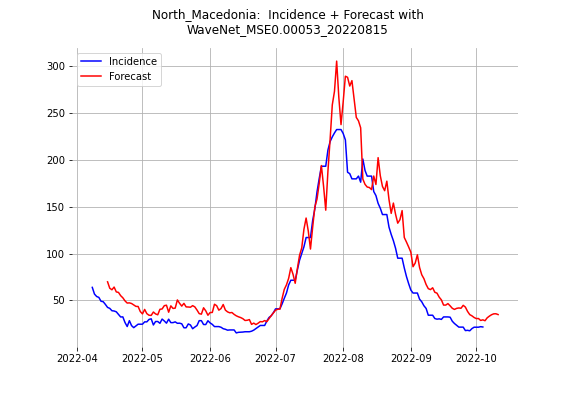 North_Macedonia:  Incidence + Forecast with
WaveNet_MSE0.00053_20220815
Incidence
Forecast
300
250
200
150
100
50
2022-04 2022-05 2022-06 2022-07 2022-08 2022-09 2022-10